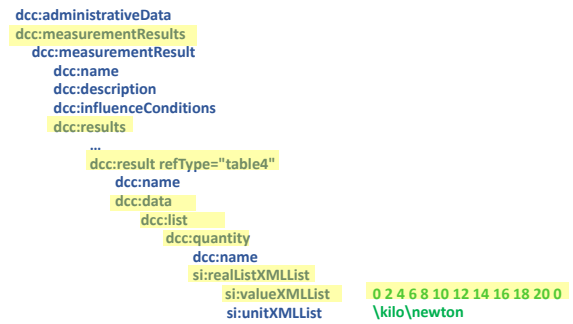 dcc:administrativeData
dcc:measurementResults
dcc:measurementResult
dcc:name
dcc:description
dcc:influenceConditions
dcc:results
...
dcc:result refType="table4"
dcc:name
dcc:data
dcc:list
dcc:quantity
dcc:name
si:realListXMLList
si:valueXMLList 0 2 4 6 8 10 12 14 16 18 20 0
si:unitXMLList \kilo\newton